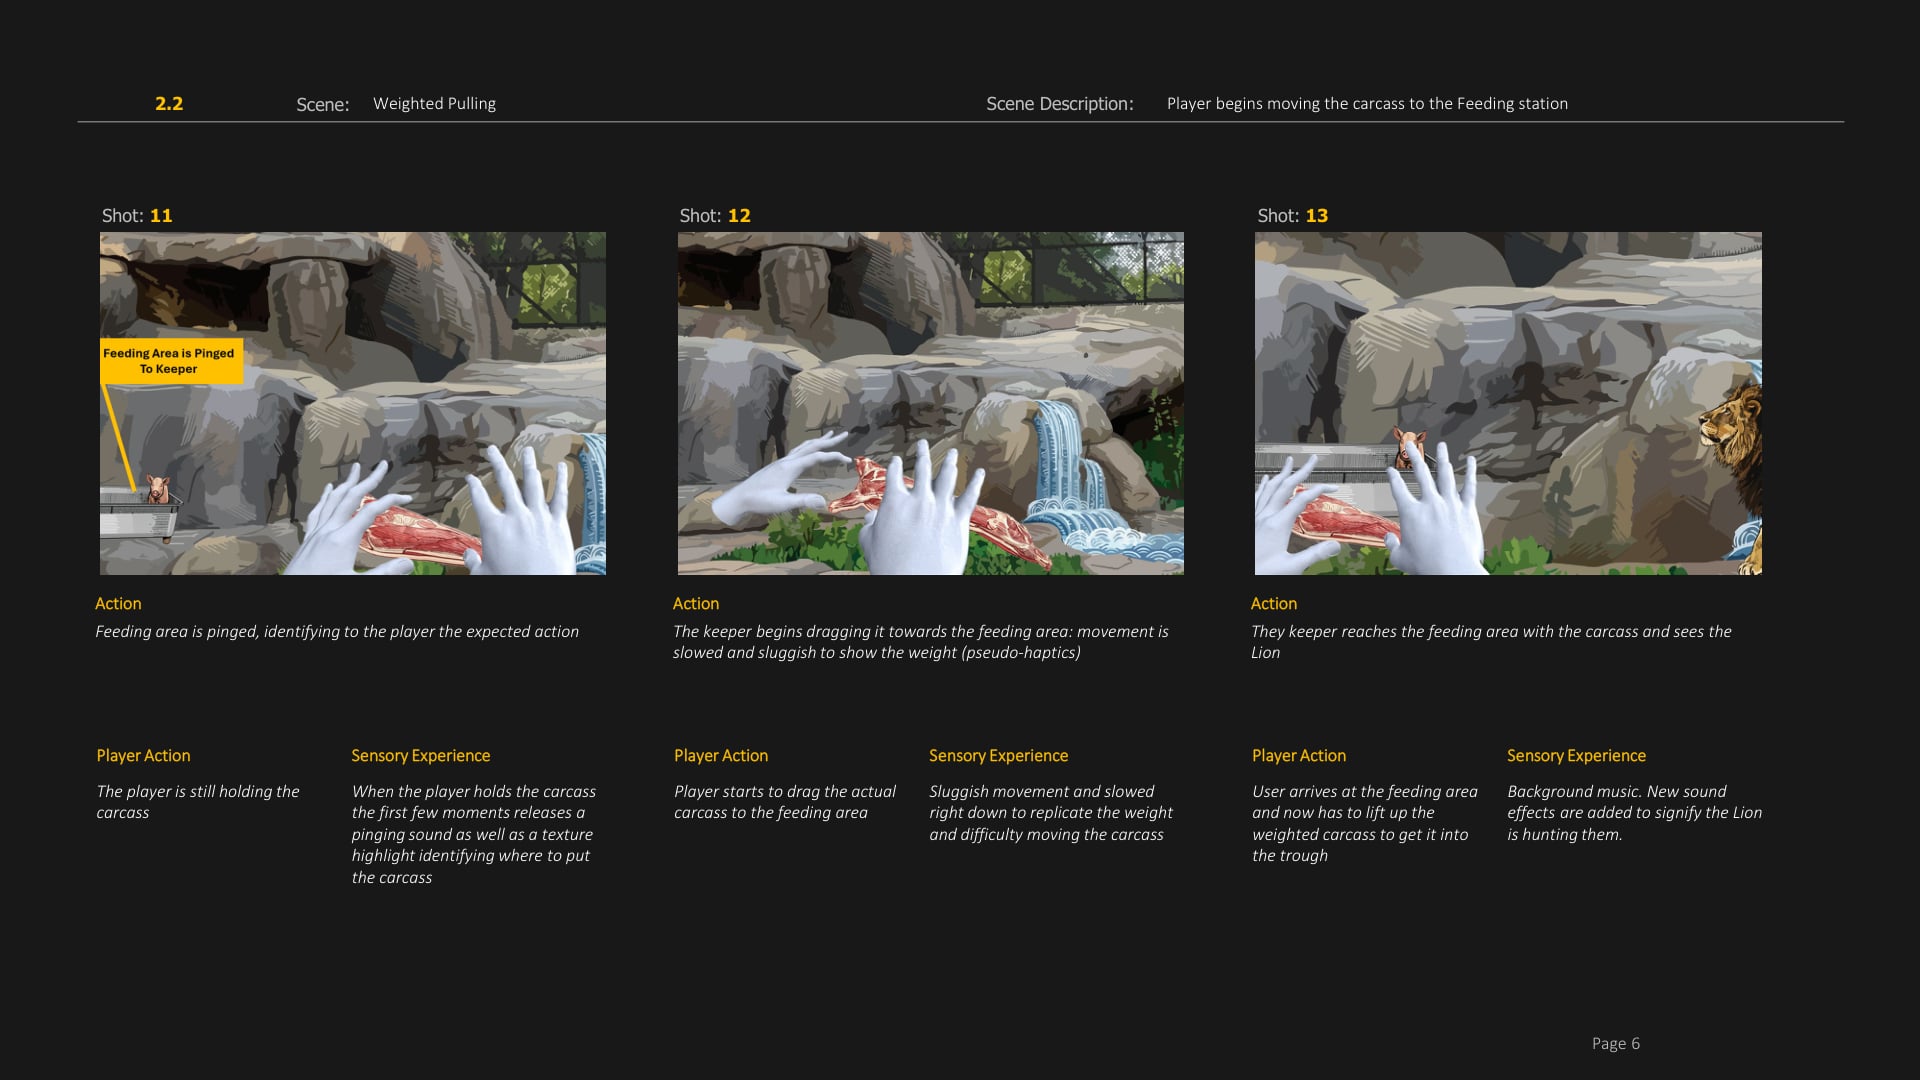 2.2
Scene: Weighted Pulling
Scene Description: Player begins moving the carcass to the Feeding station
Shot: 11
Feeding Area is Pinged
To Keeper
Action
Feeding area is pinged, identifying to the player the expected action
Player Action
The player is still holding the
carcass
Sensory Experience
When the player holds the carcass
the first few moments releases a
pinging sound as well as a texture
highlight identifying where to put
the carcass
Shot: 12
Action
The keeper begins dragging it towards the feeding area: movement is
slowed and sluggish to show the weight (pseudo-haptics)
Player Action
Player starts to drag the actual
carcass to the feeding area
Sensory Experience
Sluggish movement and slowed
right down to replicate the weight
and difficulty moving the carcass
Shot: 13
Action
They keeper reaches the feeding area with the carcass and sees the
Lion
Player Action
User arrives at the feeding area
and now has to lift up the
weighted carcass to get it into
the trough
Sensory Experience
Background music. New sound
effects are added to signify the Lion
is hunting them.
Page 6